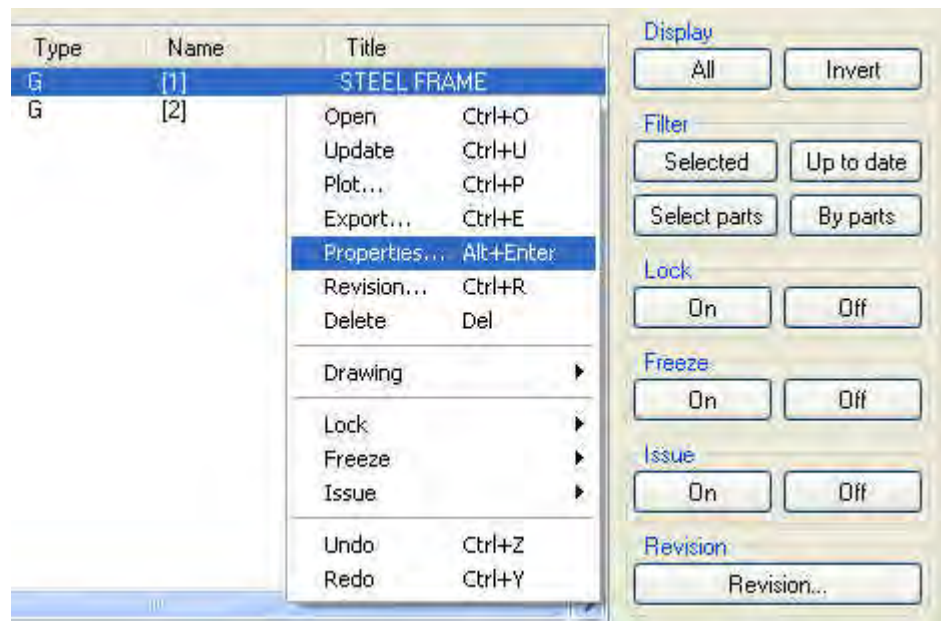 Type Name Title
G [1] STEEL FRAME
G [2]
Open Ctrl+O
Update Ctrl+U
Plot... Ctrl+P
Export... Ctrl+E
Properties... Alt+Enter
Revision... Ctrl+R
Delete Del
Drawing
Lock
Freeze
Issue
Undo Ctrl+Z
Redo Ctrl+Y
Display
All Invert
Filter
Selected Up to date
Select parts By parts
Lock
On Off
Freeze
On Off
Issue
On Off
Revision
Revision...